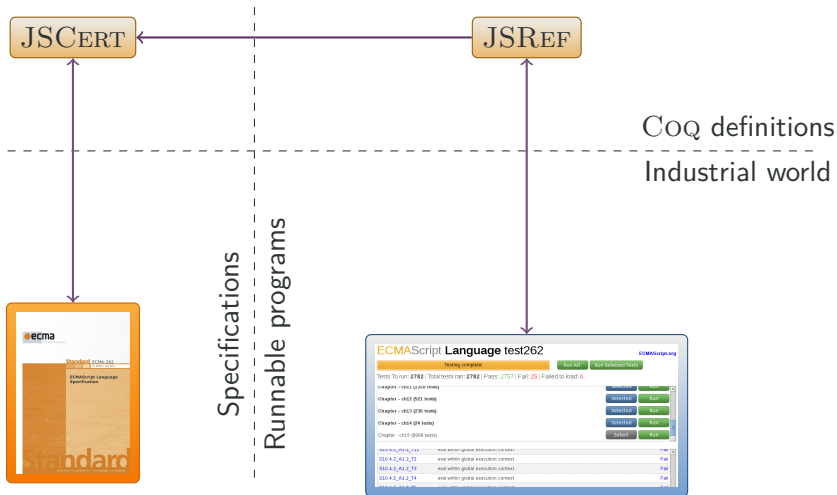 JSCERT
JSREF
COQ definitions
Industrial world
Specifications
Runnable programs
ecma
Standard ECMA-262
ECMAScript Language
Specification
Standard
ECMAScript Language test262
ECMAScript.org
Testing complete
Run All
Run Selected Tests
Tests To run: 2782 | Total tests ran: 2782 | Pass: 2757 | Fail: 25 | Failed to load: 0
Chapter - ch12 (521 tests) Selected Run
Chapter - ch13 (230 tests) Selected Run
Chapter - ch14 (24 tests) Selected Run
Chapter - ch15 (8068 tests) Select Run
S10.4.2_A1.2_T2 eval within global execution context Fail
S10.4.2_A1.2_T3 eval within global execution context Fail
S10.4.2_A1.2_T4 eval within global execution context Fail